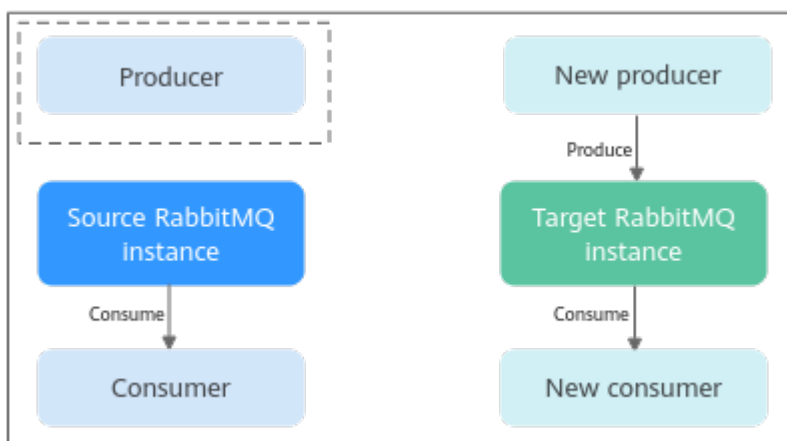 Producer
New producer
Produce
Source RabbitMQ
instance
Target RabbitMQ
instance
Consume
Consume
Consumer
New consumer